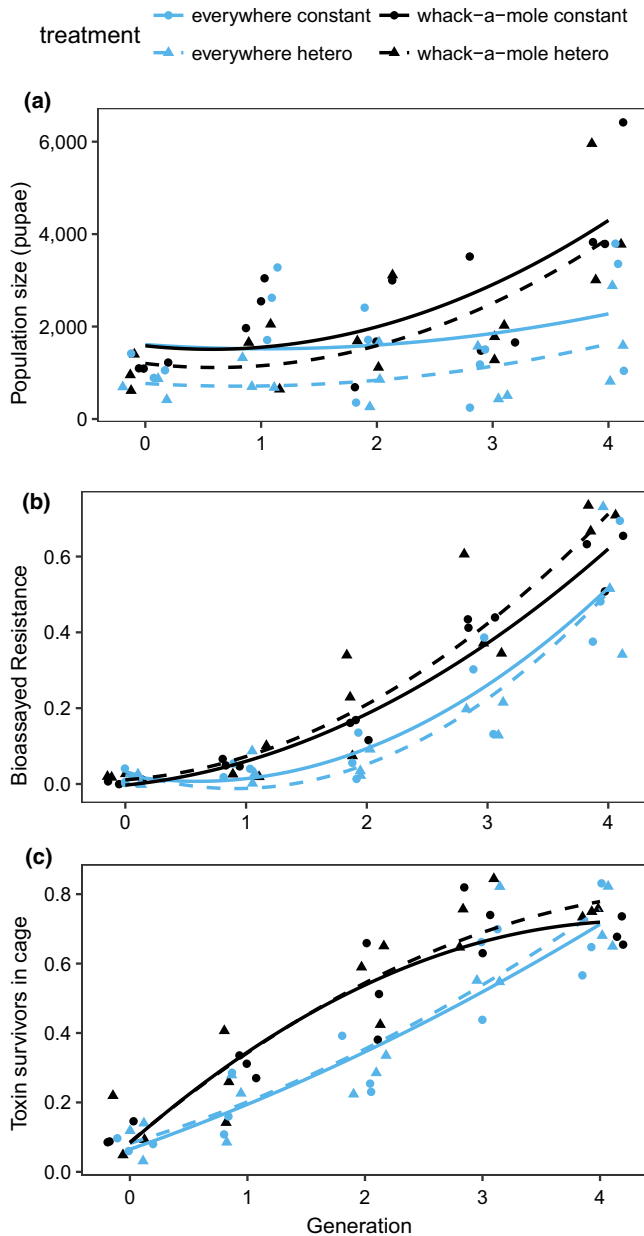 treatment
everywhere constant
whack−a−mole constant
everywhere hetero
whack−a−mole hetero
(a)
Population size (pupae)
6,000
4,000
2,000
0
0 1 2 3 4
(b)
Bioassayed Resistance
0.6
0.4
0.2
0.0
0 1 2 3 4
(c)
Toxin survivors in cage
0.8
0.6
0.4
0.2
0.0
0 1 2 3 4
Generation